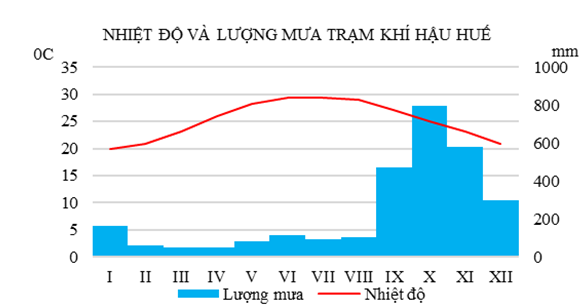 NHIỆT ĐỘ VÀ LƯỢNG MƯA TRẠM KHÍ HẬU HUẾ
0C mm
35 1000
30 800
25
20 600
15 400
10
5 200
0 0
I II III IV V VI VII VIII IX X XI XII
Lượng mưa Nhiệt độ